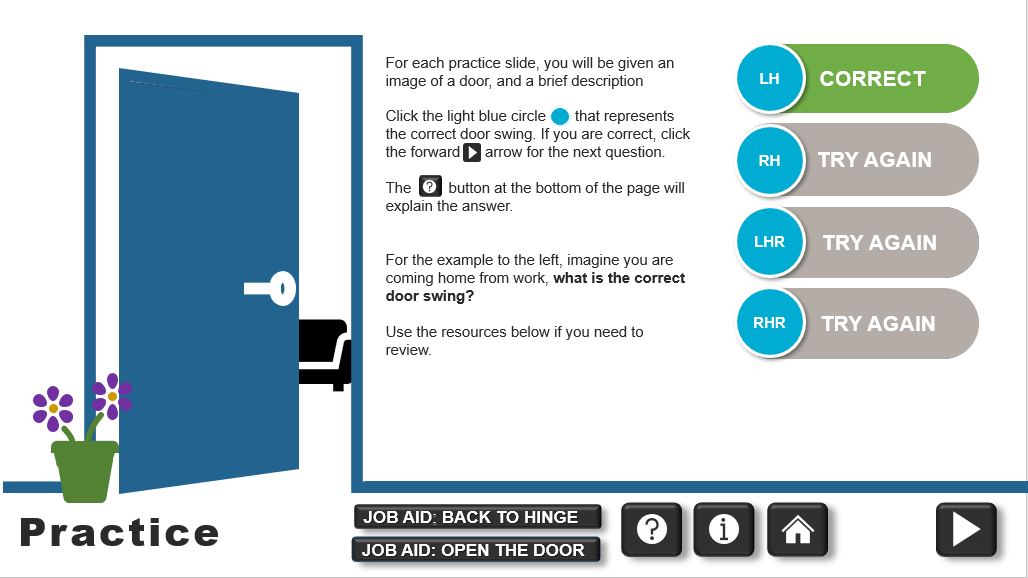 For each practice slide, you will be given an
image of a door, and a brief description
Click the light blue circle that represents
the correct door swing. If you are correct, click
the forward arrow for the next question.
The ? button at the bottom of the page will
explain the answer.
For the example to the left, imagine you are
coming home from work, what is the correct
door swing?
Use the resources below if you need to
review.
LH CORRECT
RH TRY AGAIN
LHR TRY AGAIN
RHR TRY AGAIN
Practice
JOB AID: BACK TO HINGE
JOB AID: OPEN THE DOOR
? i